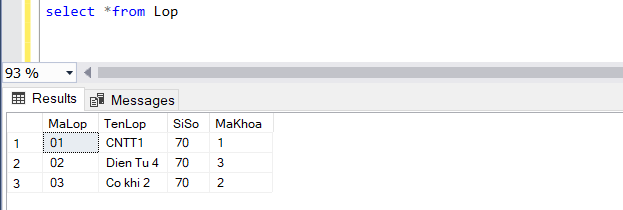 select *from Lop
93 %
Results Messages
MaLop TenLop SiSo MaKhoa
1 01 CNTT1 70 1
2 02 Dien Tu 4 70 3
3 03 Co khi 2 70 2